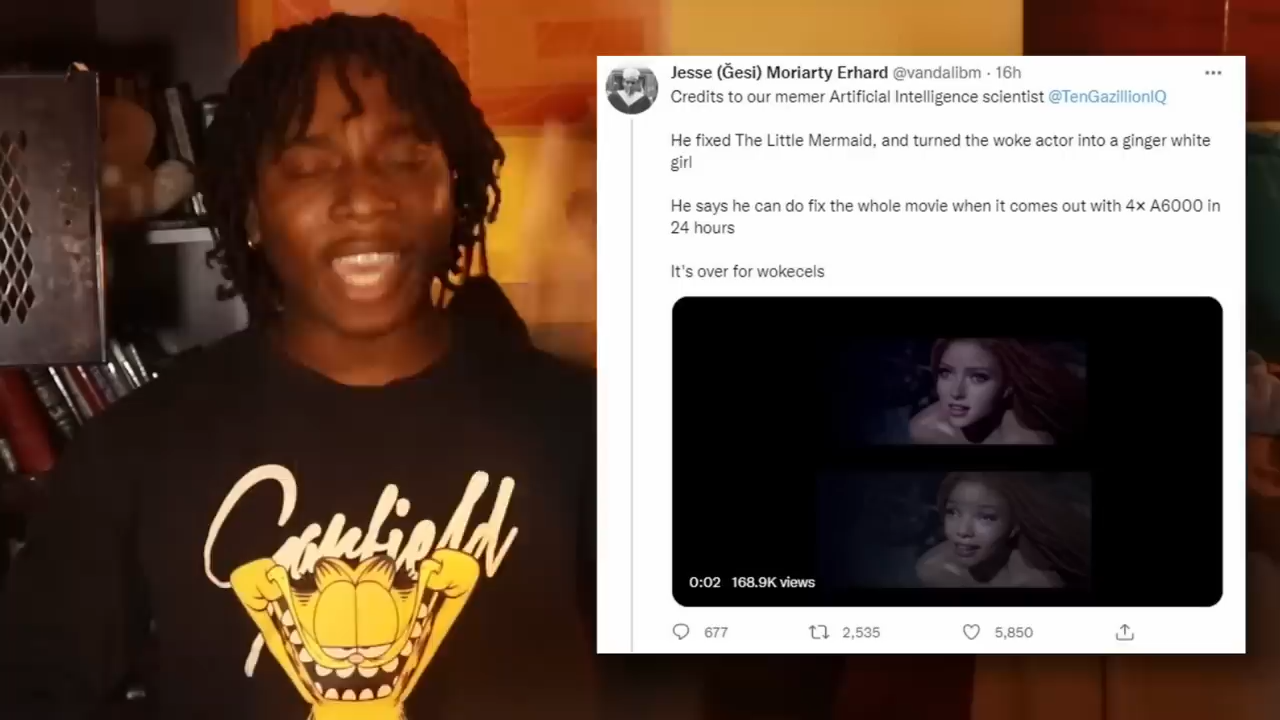 Jesse (Ğesi) Moriarty Erhard @vandalibm · 16h
Credits to our memer Artificial Intelligence scientist @TenGazillionIQ
He fixed The Little Mermaid, and turned the woke actor into a ginger white
girl
He says he can do fix the whole movie when it comes out with 4× A6000 in
24 hours
It's over for wokecels
0:02 168.9K views
677 2,535 5,850
Garfield